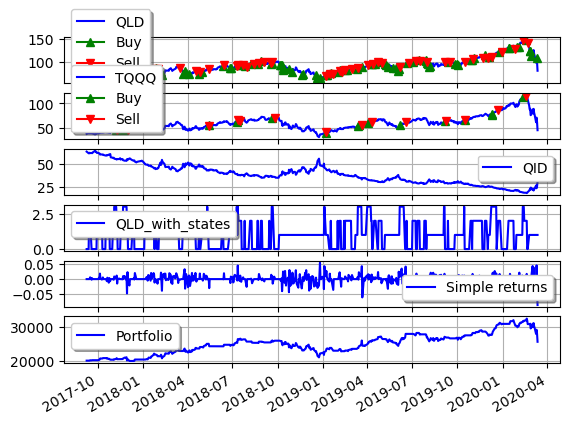 QLD
Buy
Sell
150
100
TQQQ
Buy
Sell
100
50
QID
50
25
QLD_with_states
2.5
0.0
Simple returns
0.05
0.00
−0.05
Portfolio
30000
20000
2017-10 2018-01 2018-04 2018-07 2018-10 2019-01 2019-04 2019-07 2019-10 2020-01 2020-04